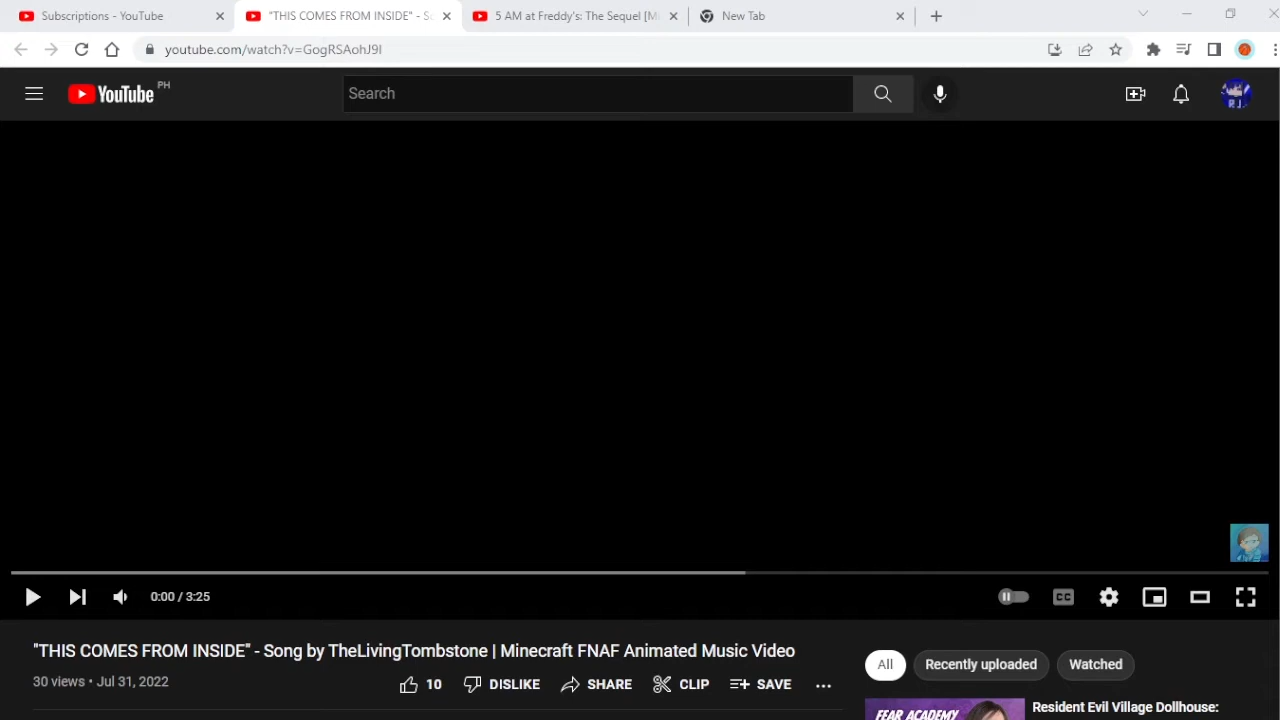 Subscriptions - YouTube
"THIS COMES FROM INSIDE" - So
5 AM at Freddy's: The Sequel [Mi
New Tab
youtube.com/watch?v=GogRSAohJ9I
YouTube PH
Search
R.J.
0:00 / 3:25
CC
"THIS COMES FROM INSIDE" - Song by TheLivingTombstone | Minecraft FNAF Animated Music Video
30 views • Jul 31, 2022
10
DISLIKE
SHARE
CLIP
SAVE
All
Recently uploaded
Watched
FEAR ACADEMY
Resident Evil Village Dollhouse: